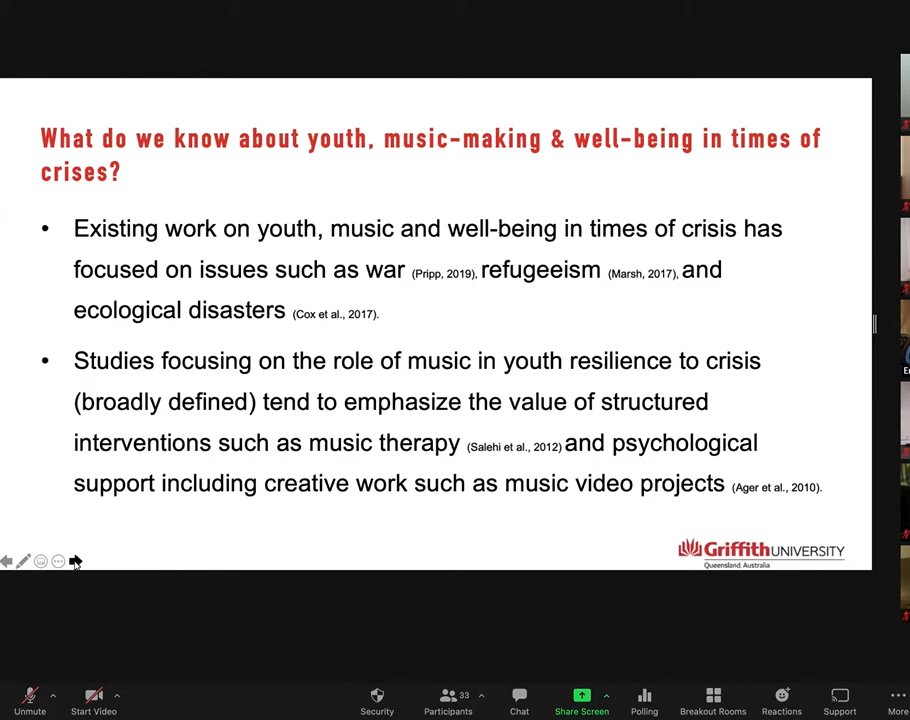 What do we know about youth, music-making & well-being in times of
crises?
• Existing work on youth, music and well-being in times of crisis has
focused on issues such as war (Pripp, 2019), refugeeism (Marsh, 2017), and
ecological disasters (Cox et al., 2017).
• Studies focusing on the role of music in youth resilience to crisis
(broadly defined) tend to emphasize the value of structured
interventions such as music therapy (Salehi et al., 2012) and psychological
support including creative work such as music video projects (Ager et al., 2010).
Griffith UNIVERSITY
Queensland, Australia
33
Unmute Start Video Security Participants Chat Share Screen Polling Breakout Rooms Reactions Support More